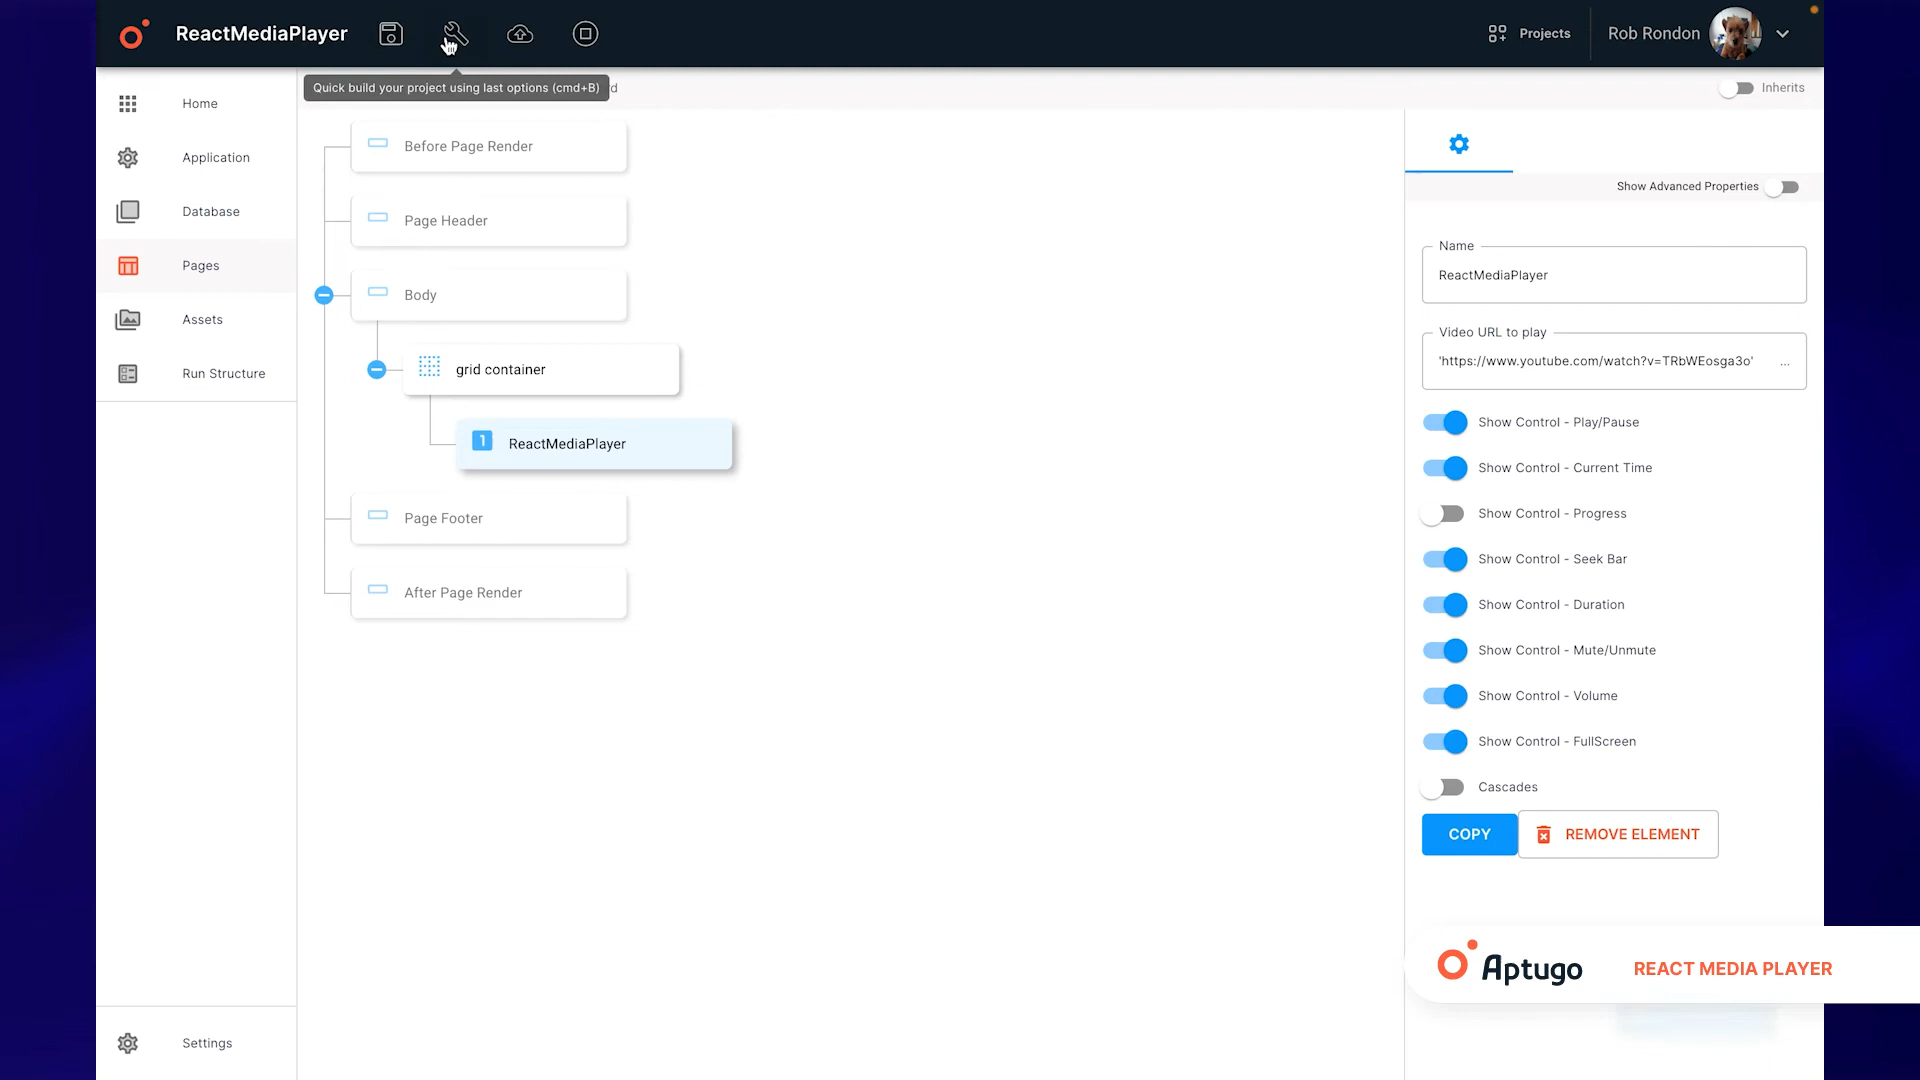 ReactMediaPlayer
Projects
Rob Rondon
Quick build your project using last options (cmd+B)
d
Inherits
Home
Application
Database
Pages
Assets
Run Structure
Settings
Before Page Render
Page Header
Body
grid container
1
ReactMediaPlayer
Page Footer
After Page Render
Show Advanced Properties
Name
ReactMediaPlayer
Video URL to play
'https://www.youtube.com/watch?v=TRbWEosga3o' ...
Show Control - Play/Pause
Show Control - Current Time
Show Control - Progress
Show Control - Seek Bar
Show Control - Duration
Show Control - Mute/Unmute
Show Control - Volume
Show Control - FullScreen
Cascades
COPY
REMOVE ELEMENT
Aptugo
REACT MEDIA PLAYER